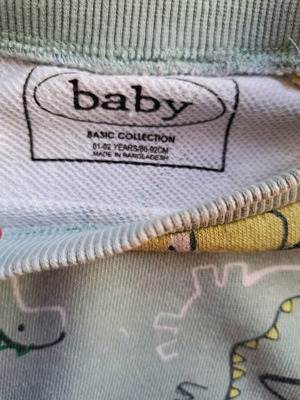 baby
BASIC COLLECTION
01-02 YEARS/86-92CM
MADE IN BANGLADESH